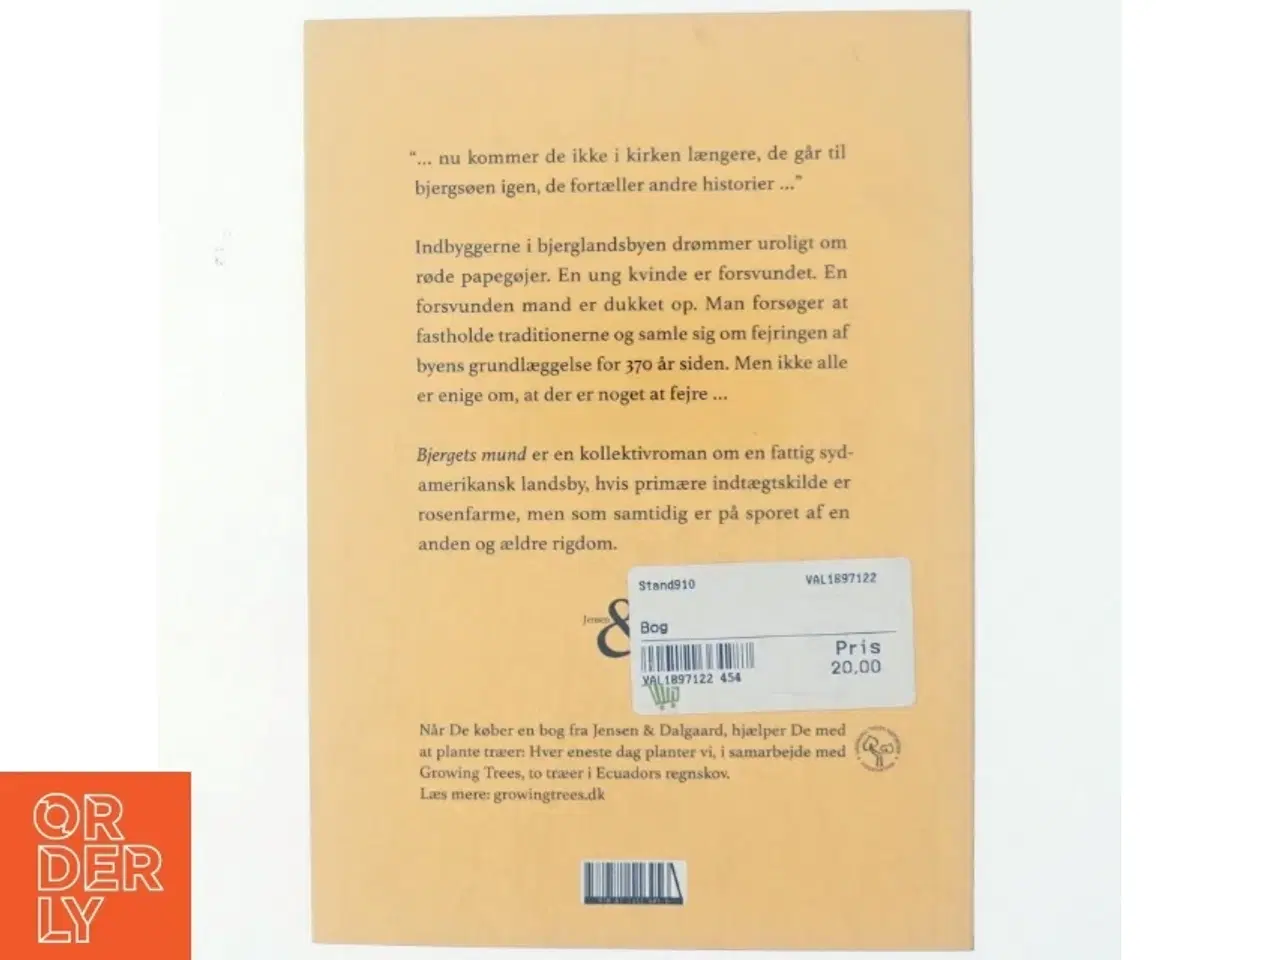 “... nu kommer de ikke i kirken længere, de går til
bjergsøen igen, de fortæller andre historier ...”
Indbyggerne i bjerglandsbyen drømmer uroligt om
røde papegøjer. En ung kvinde er forsvundet. En
forsvunden mand er dukket op. Man forsøger at
fastholde traditionerne og samle sig om fejringen af
byens grundlæggelse for 370 år siden. Men ikke alle
er enige om, at der er noget at fejre ...
Bjergets mund er en kollektivroman om en fattig syd-
amerikansk landsby, hvis primære indtægtskilde er
rosenfarme, men som samtidig er på sporet af en
anden og ældre rigdom.
Jensen &
Stand910 VAL1897122
Bog
Pris
20,00
VAL1897122 454
Når De køber en bog fra Jensen & Dalgaard, hjælper De med
at plante træer: Hver eneste dag planter vi, i samarbejde med
Growing Trees, to træer i Ecuadors regnskov.
Læs mere: growingtrees.dk
OR
DER
LY